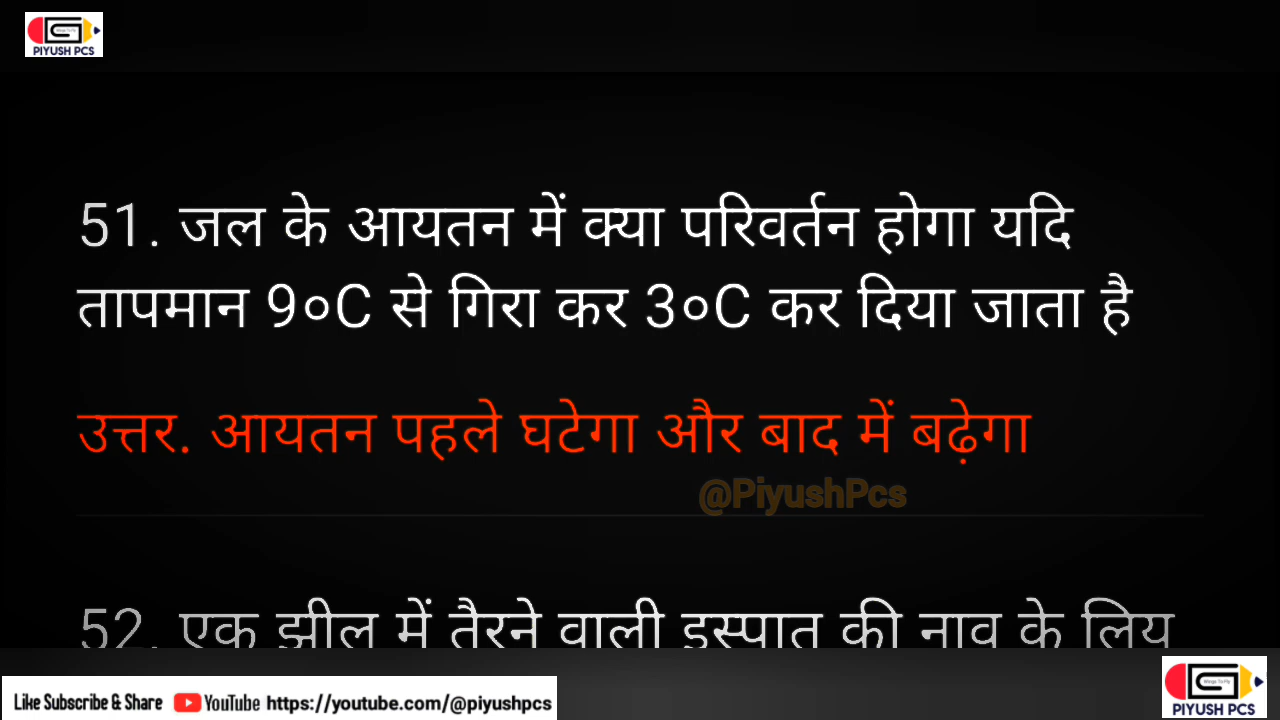 PIYUSH PCS
51. जल के आयतन में क्या परिवर्तन होगा यदि
तापमान 9०C से गिरा कर 3०C कर दिया जाता है
उत्तर. आयतन पहले घटेगा और बाद में बढ़ेगा
@PiyushPcs
52. एक झील में तैरने वाली इस्पात की नाव के लिय
Like Subscribe & Share YouTube https://youtube.com/@piyushpcs
PIYUSH PCS